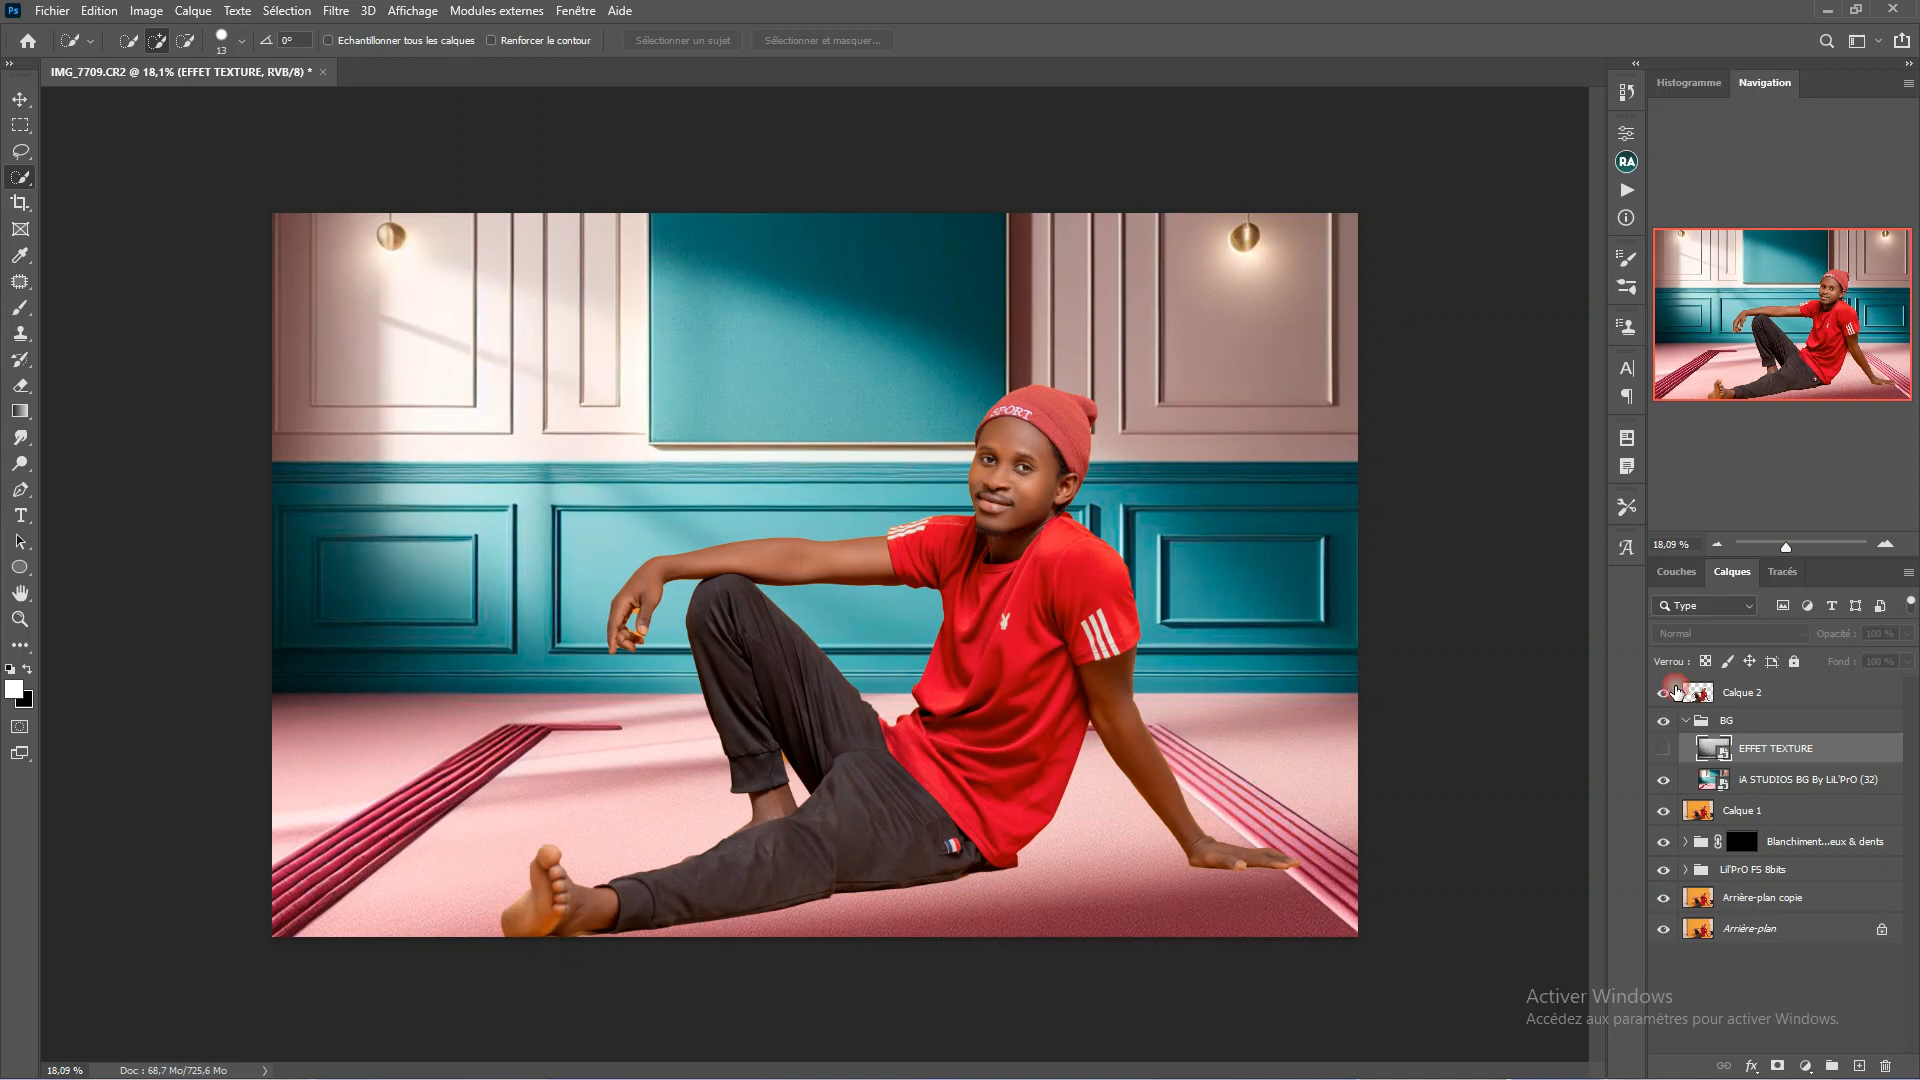 Ps Fichier Edition Image Calque Texte Sélection Filtre 3D Affichage Modules externes Fenêtre Aide
13 0° Echantillonner tous les calques Renforcer le contour Sélectionner un sujet Sélectionner et masquer...
IMG_7709.CR2 @ 18,1% (EFFET TEXTURE, RVB/8) * ×
Histogramme Navigation
RA
SPORT
18,09 %
Couches Calques Tracés
Type
Normal Opacité : 100 %
Verrou : Fond : 100 %
Calque 2
BG
EFFET TEXTURE
iA STUDIOS BG By LiL'PrO (32)
Calque 1
Blanchiment...eux & dents
Lil'PrO FS 8bits
Arrière-plan copie
Arrière-plan
Activer Windows
Accédez aux paramètres pour activer Windows.
18,09 % Doc : 68,7 Mo/725,6 Mo